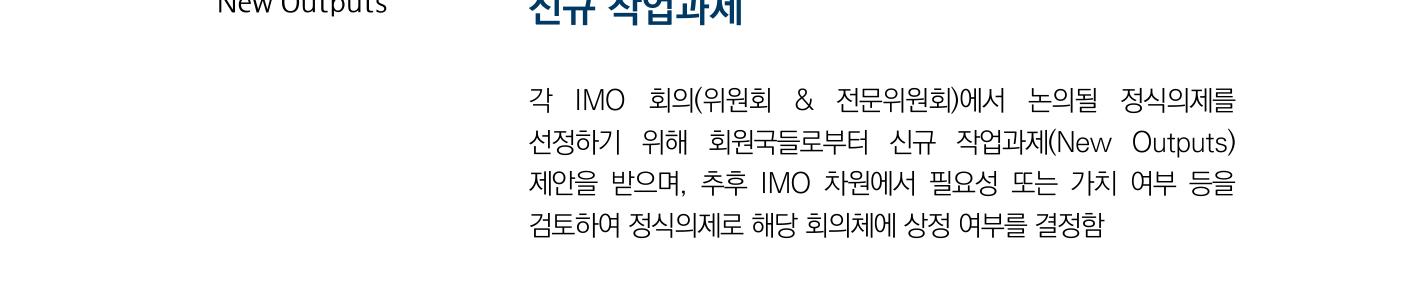 New Outputs
신규 작업과제
각 IMO 회의(위원회 & 전문위원회)에서 논의될 정식의제를
선정하기 위해 회원국들로부터 신규 작업과제(New Outputs)
제안을 받으며, 추후 IMO 차원에서 필요성 또는 가치 여부 등을
검토하여 정식의제로 해당 회의체에 상정 여부를 결정함